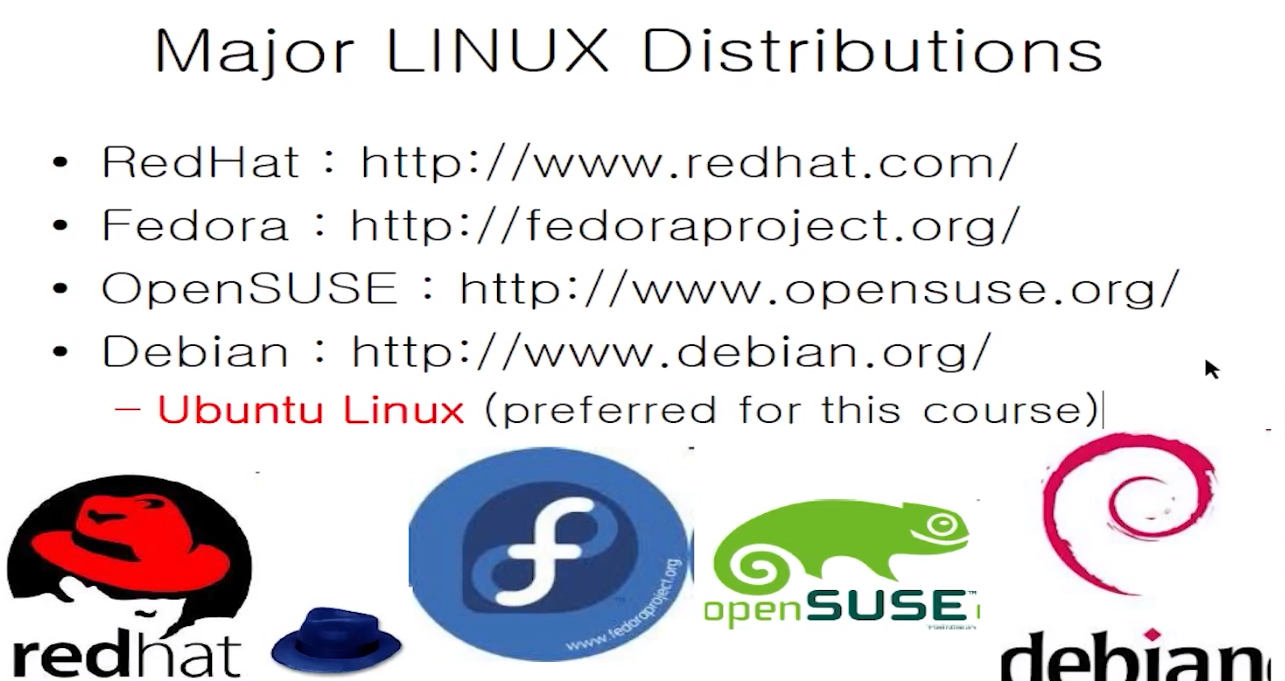 Major LINUX Distributions
• RedHat : http://www.redhat.com/
• Fedora : http://fedoraproject.org/
• OpenSUSE : http://www.opensuse.org/
• Debian : http://www.debian.org/
– Ubuntu Linux (preferred for this course)
redhat
www.fedoraproject.org
openSUSE
debian